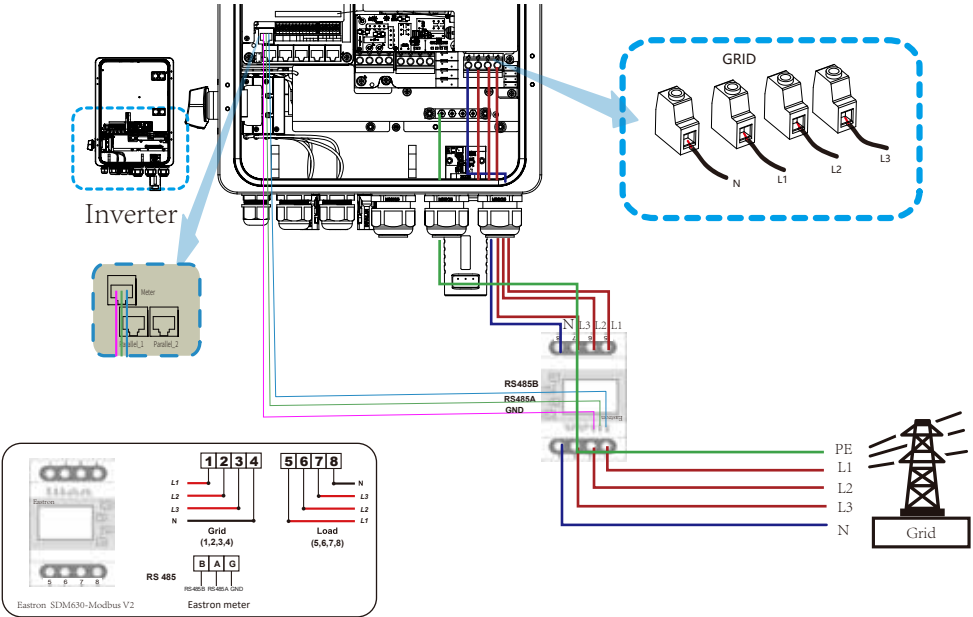 GRID
N
L1
L2
L3
Inverter
Meter
Parallel_1
Parallel_2
N L3 L2 L1
RS485B
RS485A
GND
Eastron
PE
L1
L2
L3
N
Grid
1 2 3 4
5 6 7 8
L1
L2
L3
N
N
L3
L2
L1
Grid
(1,2,3,4)
Load
(5,6,7,8)
Eastron
5 6 7 8
RS 485
B A G
RS485B RS485A GND
Eastron SDM630-Modbus V2
Eastron meter